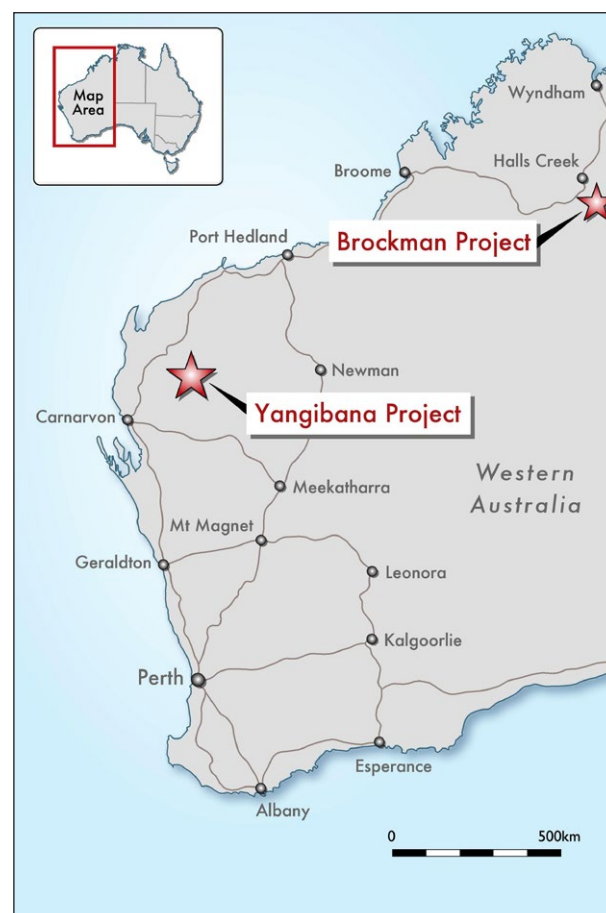 Map
Area
Wyndham
Halls Creek
Broome
Brockman Project
Port Hedland
Newman
Yangibana Project
Carnarvon
Western
Australia
Meekatharra
Mt Magnet
Geraldton
Leonora
Kalgoorlie
Perth
Esperance
Albany
0 500km